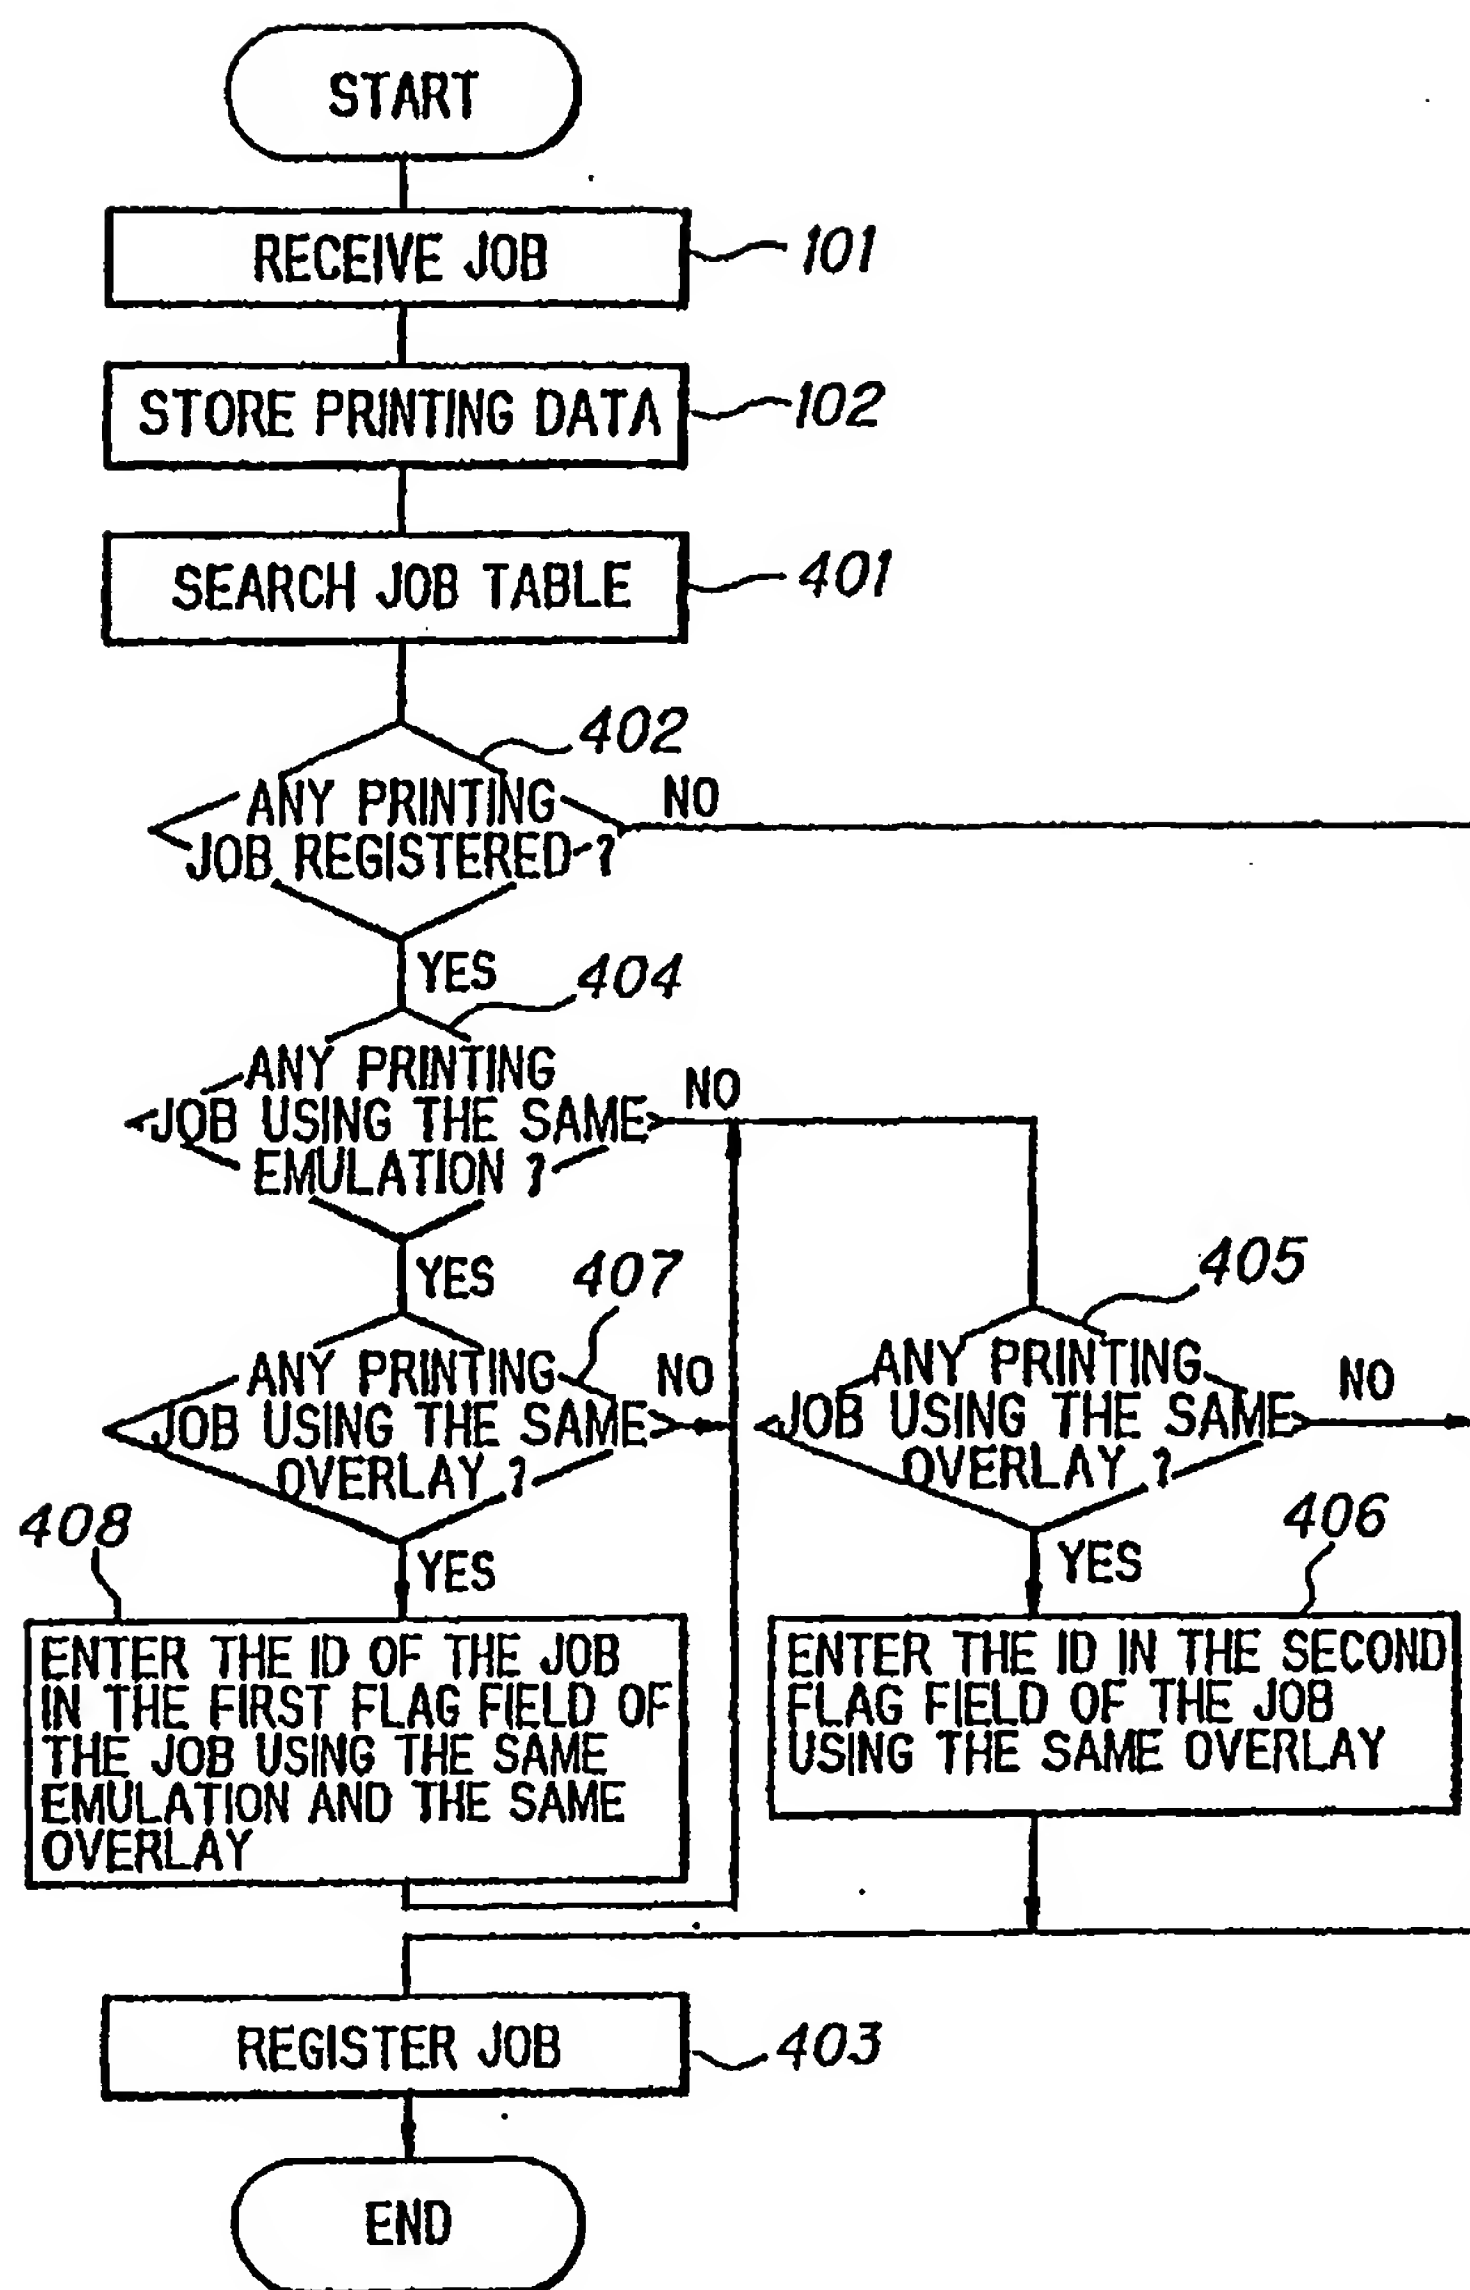 START
RECEIVE JOB
101
STORE PRINTING DATA
102
SEARCH JOB TABLE
401
402
ANY PRINTING
JOB REGISTERED ?
NO
YES
404
ANY PRINTING
JOB USING THE SAME
EMULATION ?
NO
YES
407
ANY PRINTING
JOB USING THE SAME
OVERLAY ?
NO
YES
405
ANY PRINTING
JOB USING THE SAME
OVERLAY ?
NO
YES
408
ENTER THE ID OF THE JOB
IN THE FIRST FLAG FIELD OF
THE JOB USING THE SAME
EMULATION AND THE SAME
OVERLAY
406
ENTER THE ID IN THE SECOND
FLAG FIELD OF THE JOB
USING THE SAME OVERLAY
REGISTER JOB
403
END